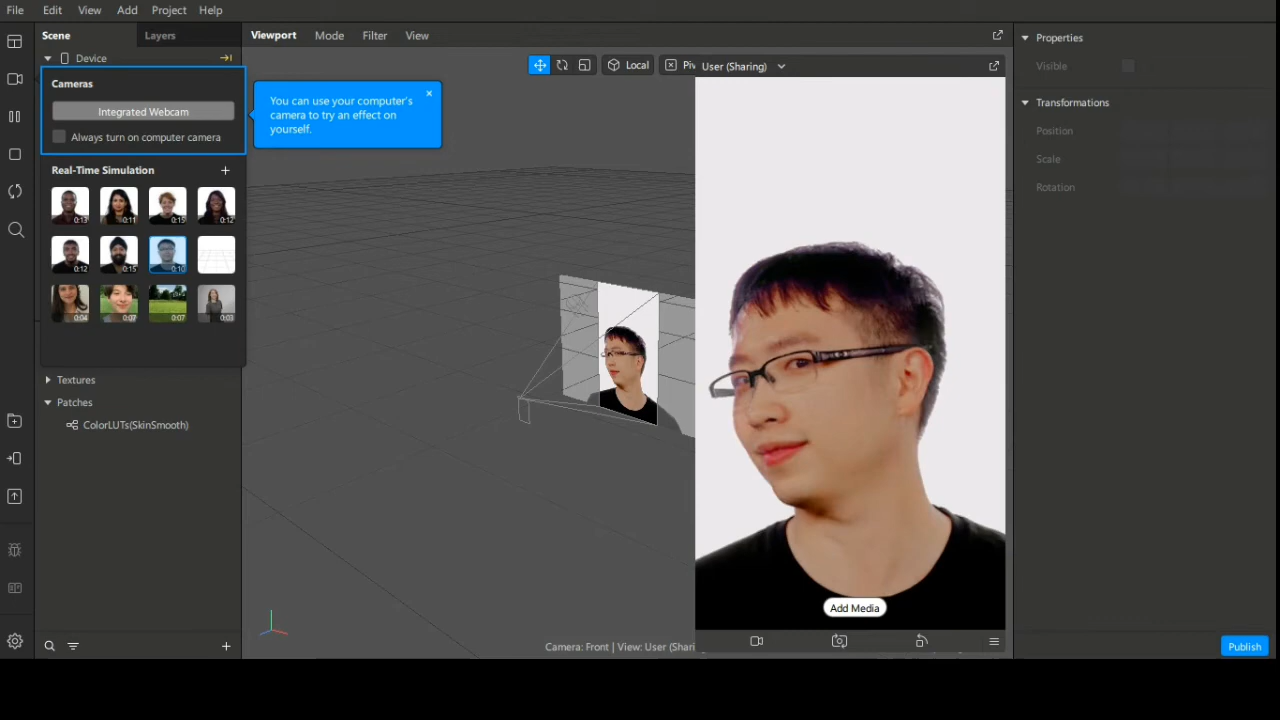 File Edit View Add Project Help
Scene Layers
Viewport Mode Filter View
Properties
Device
Local
Piv
User (Sharing)
Visible
Cameras
Integrated Webcam
Always turn on computer camera
You can use your computer's
camera to try an effect on
yourself.
Transformations
Position
Scale
Rotation
Real-Time Simulation
0:13 0:11 0:15 0:12
0:12 0:15 0:10
0:04 0:07 0:07 0:03
Textures
Patches
ColorLUTs(SkinSmooth)
Add Media
Camera: Front | View: User (Shari
Publish